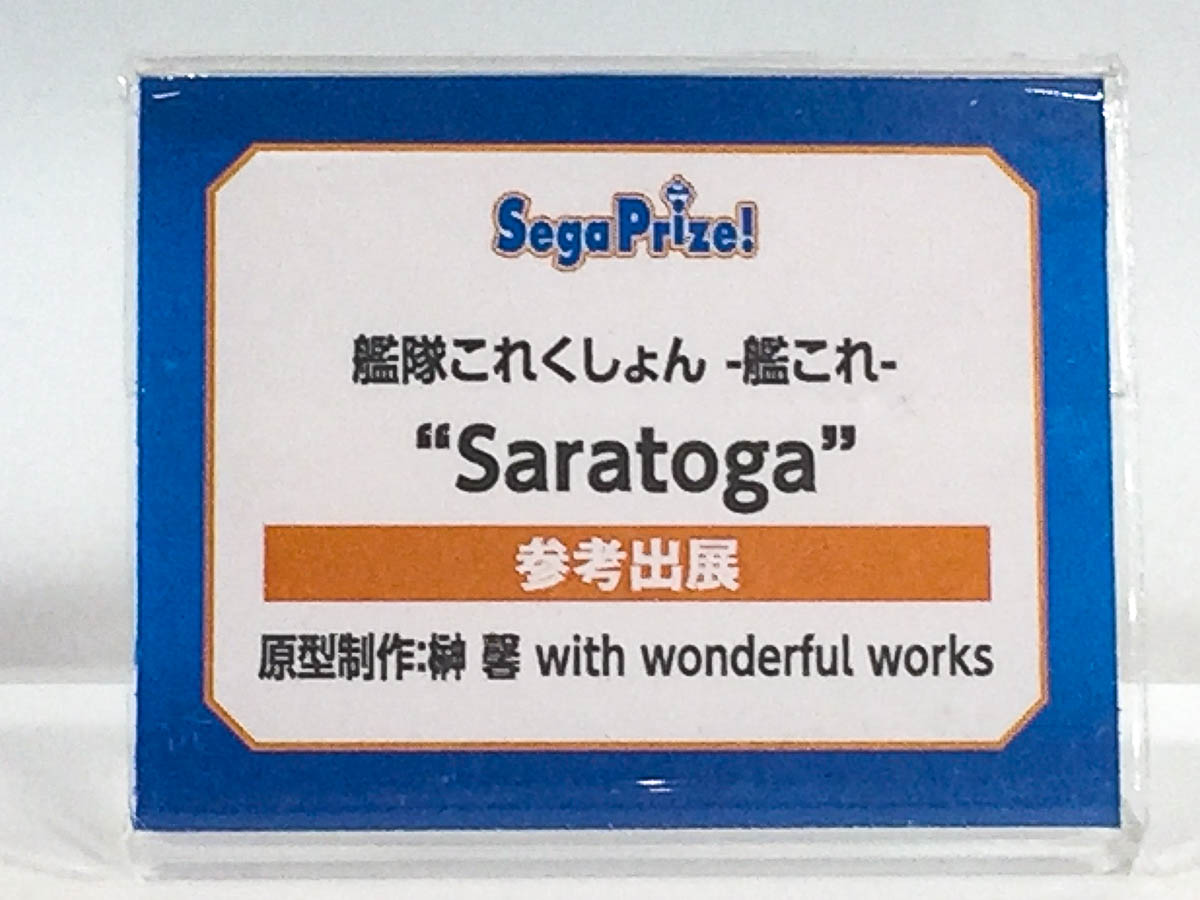 SegaPrize!
艦隊これくしょん -艦これ-
“Saratoga”
参考出展
原型制作:榊 馨 with wonderful works